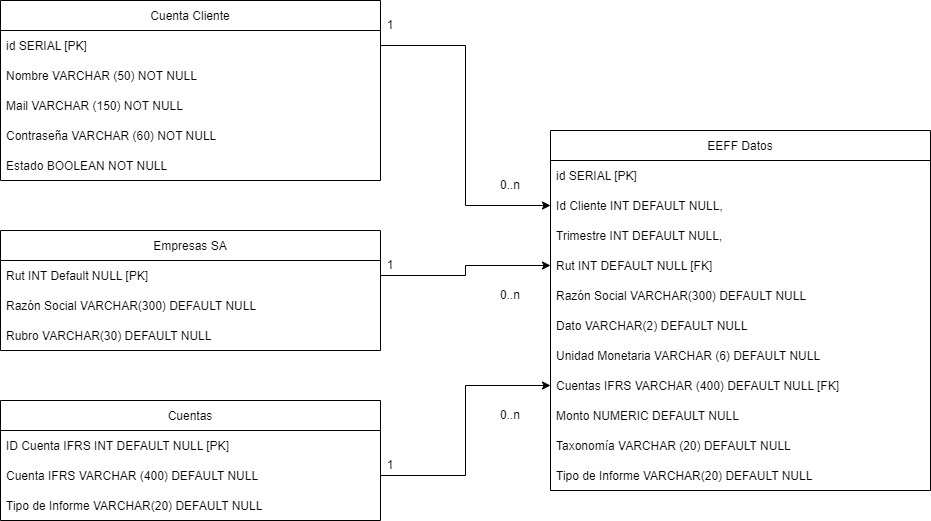 Cuenta Cliente
id SERIAL [PK]
Nombre VARCHAR (50) NOT NULL
Mail VARCHAR (150) NOT NULL
Contraseña VARCHAR (60) NOT NULL
Estado BOOLEAN NOT NULL
1
0..n
Empresas SA
Rut INT Default NULL [PK]
Razón Social VARCHAR(300) DEFAULT NULL
Rubro VARCHAR(30) DEFAULT NULL
1
0..n
Cuentas
ID Cuenta IFRS INT DEFAULT NULL [PK]
Cuenta IFRS VARCHAR (400) DEFAULT NULL
Tipo de Informe VARCHAR(20) DEFAULT NULL
1
0..n
EEFF Datos
id SERIAL [PK]
Id Cliente INT DEFAULT NULL,
Trimestre INT DEFAULT NULL,
Rut INT DEFAULT NULL [FK]
Razón Social VARCHAR(300) DEFAULT NULL
Dato VARCHAR(2) DEFAULT NULL
Unidad Monetaria VARCHAR (6) DEFAULT NULL
Cuentas IFRS VARCHAR (400) DEFAULT NULL [FK]
Monto NUMERIC DEFAULT NULL
Taxonomía VARCHAR (20) DEFAULT NULL
Tipo de Informe VARCHAR(20) DEFAULT NULL